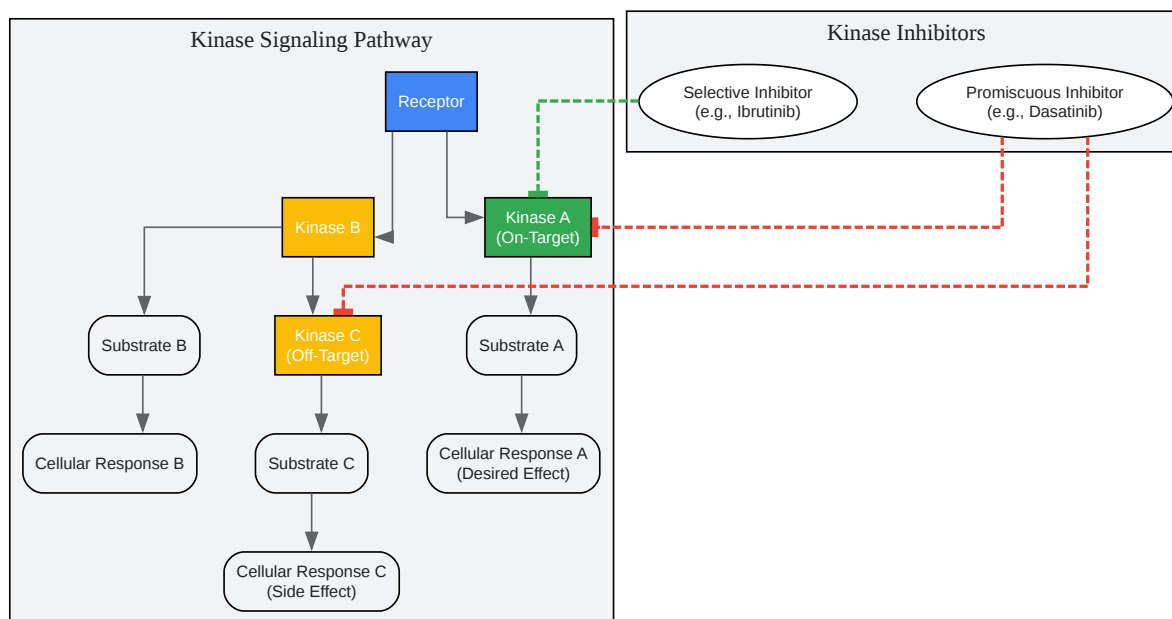 Kinase Signaling Pathway
Kinase Inhibitors
Receptor
Selective Inhibitor
(e.g., Ibrutinib)
Promiscuous Inhibitor
(e.g., Dasatinib)
Kinase B
Kinase A
(On-Target)
Substrate B
Kinase C
(Off-Target)
Substrate A
Cellular Response B
Substrate C
Cellular Response A
(Desired Effect)
Cellular Response C
(Side Effect)